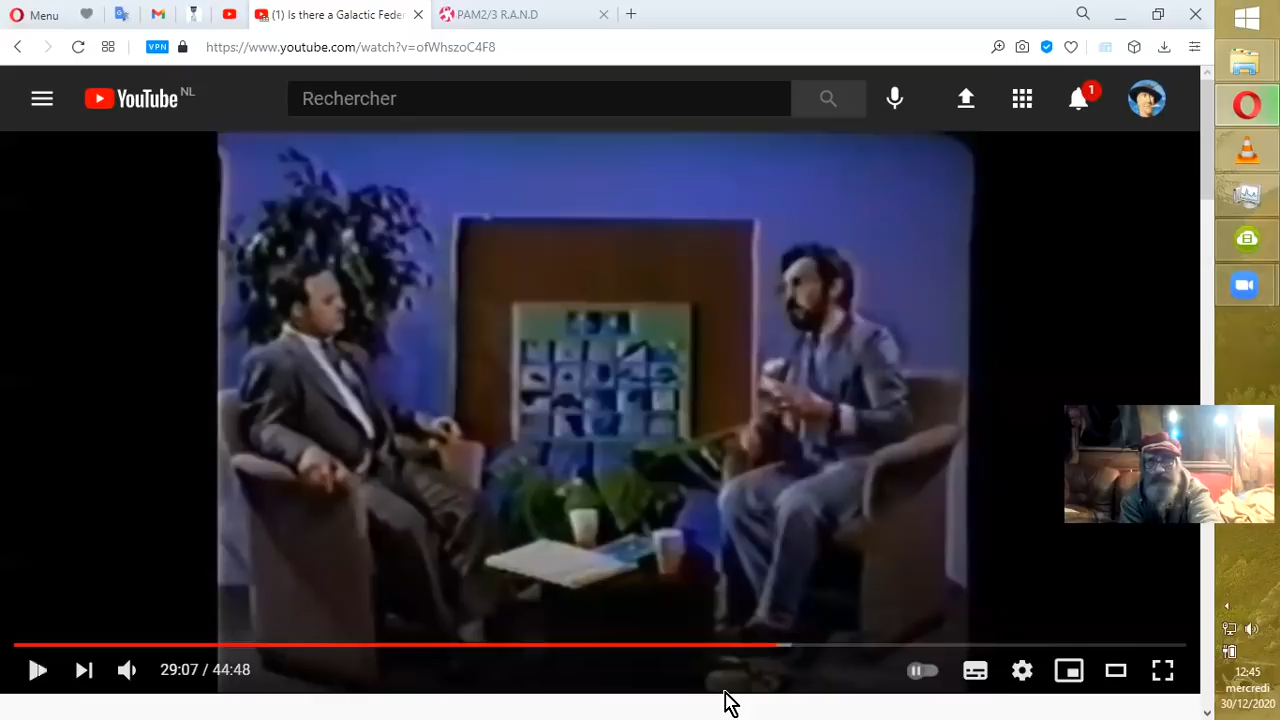 Menu
(1) Is there a Galactic Feder
PAM2/3 R.A.N.D
VPN
https://www.youtube.com/watch?v=ofWhszoC4F8
YouTube NL
Rechercher
1
29:07 / 44:48
12:45
mercredi
30/12/2020